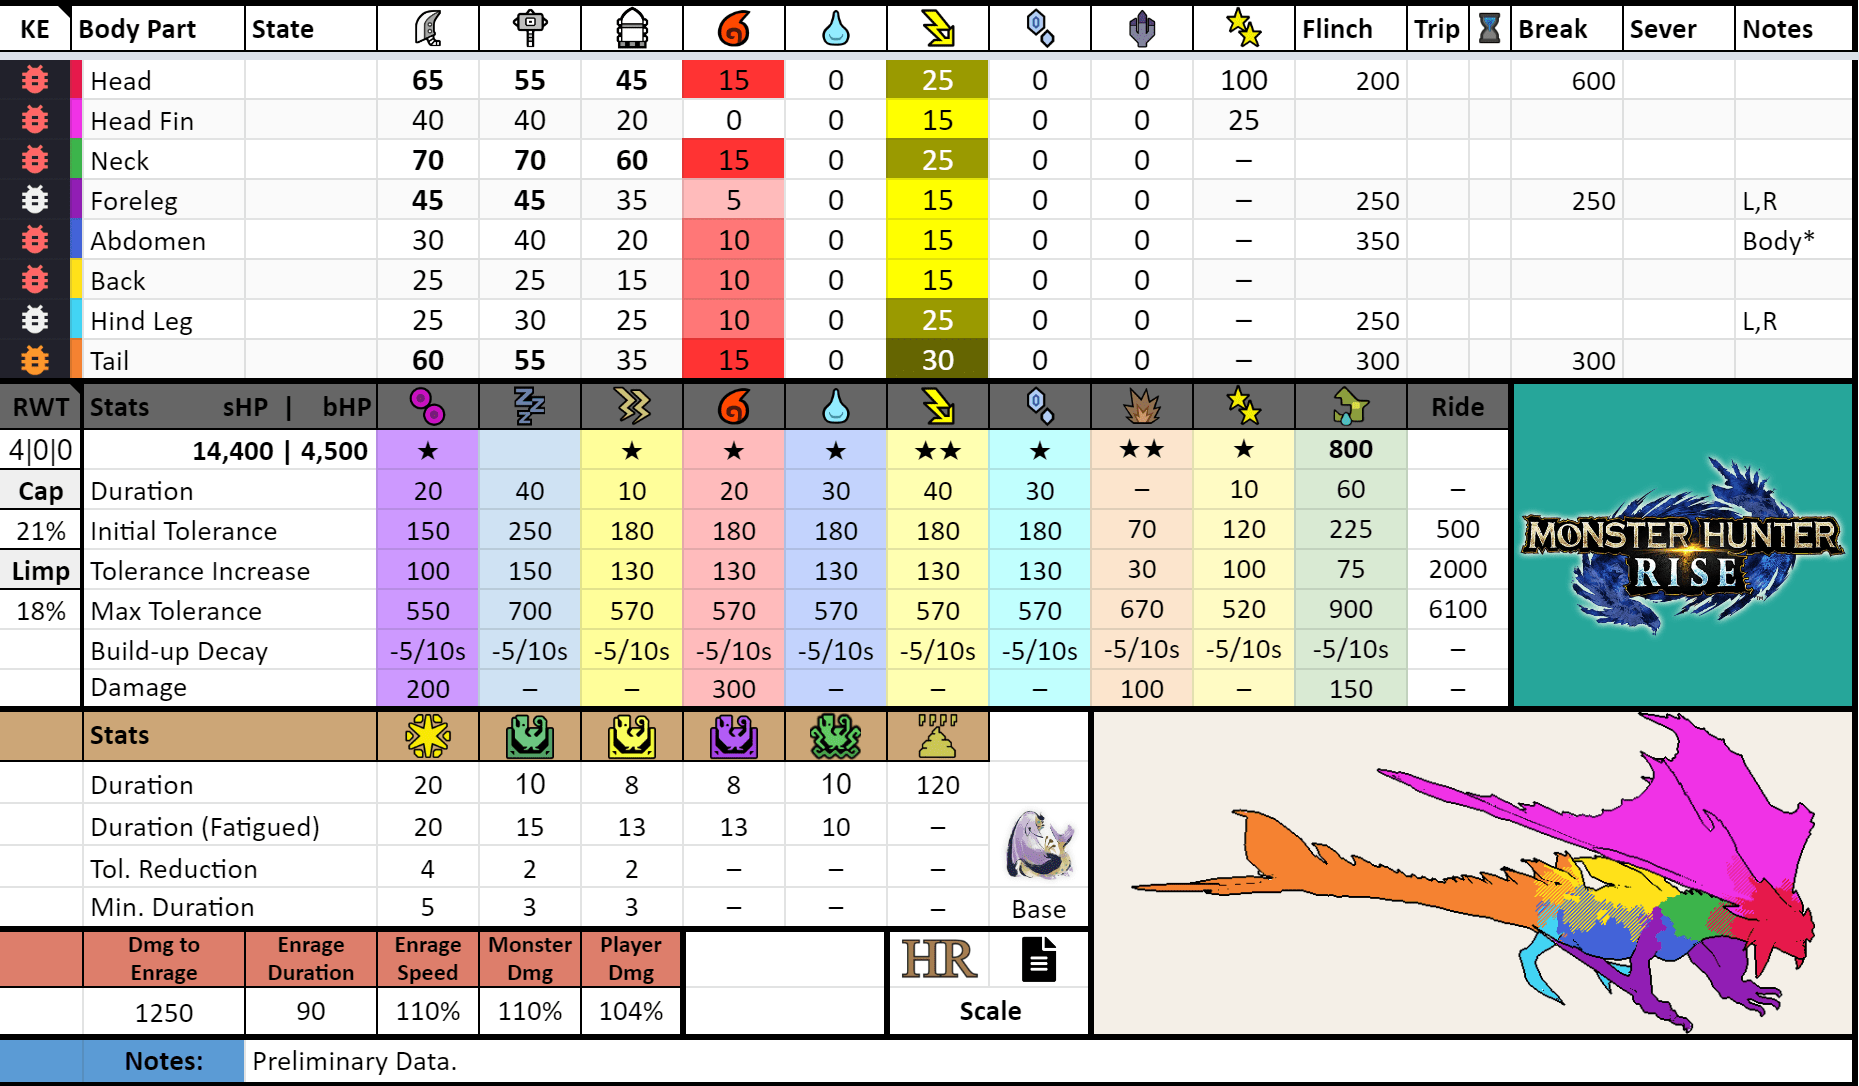 KE Body Part State Flinch Trip Break Sever Notes
Head 65 55 45 15 0 25 0 0 100 200 600
Head Fin 40 40 20 0 0 15 0 0 25
Neck 70 70 60 15 0 25 0 0 –
Foreleg 45 45 35 5 0 15 0 0 – 250 250 L,R
Abdomen 30 40 20 10 0 15 0 0 – 350 Body*
Back 25 25 15 10 0 15 0 0 –
Hind Leg 25 30 25 10 0 25 0 0 – 250 L,R
Tail 60 55 35 15 0 30 0 0 – 300 300
RWT Stats sHP | bHP Ride
4|0|0 14,400 | 4,500 ★ ★ ★ ★ ★★ ★ ★★ ★ 800
Cap Duration 20 40 10 20 30 40 30 – 10 60 –
21% Initial Tolerance 150 250 180 180 180 180 180 70 120 225 500
Limp Tolerance Increase 100 150 130 130 130 130 130 30 100 75 2000
18% Max Tolerance 550 700 570 570 570 570 570 670 520 900 6100
Build-up Decay -5/10s -5/10s -5/10s -5/10s -5/10s -5/10s -5/10s -5/10s -5/10s -5/10s –
Damage 200 – – 300 – – – 100 – 150 –
MONSTER HUNTER
RISE
Stats
Duration 20 10 8 8 10 120
Duration (Fatigued) 20 15 13 13 10 –
Tol. Reduction 4 2 2 – – –
Min. Duration 5 3 3 – – – Base
Dmg to Enrage Enrage Duration Enrage Speed Monster Dmg Player Dmg HR
1250 90 110% 110% 104% Scale
Notes: Preliminary Data.